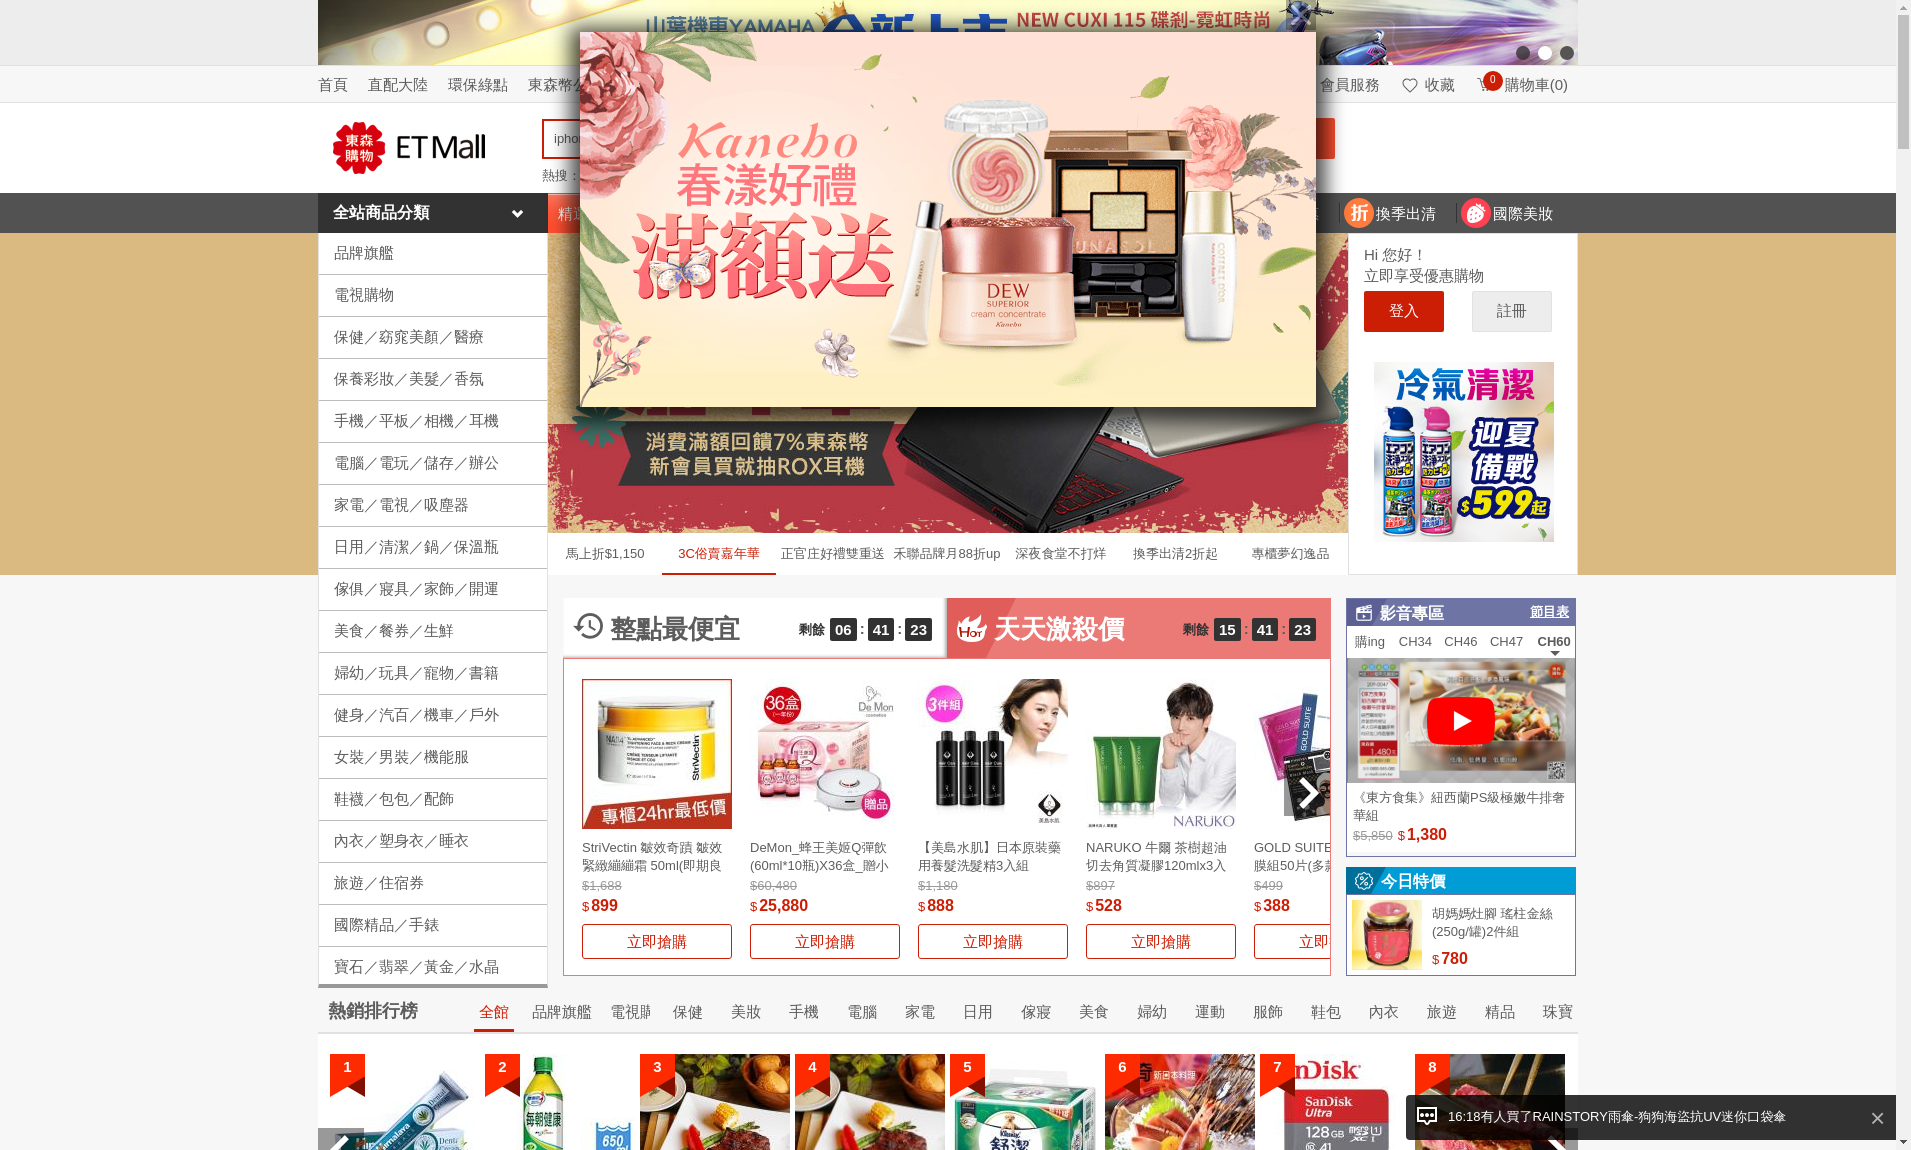 山葉機車YAMAHA
NEW CUXI 115 碟剎-霓虹時尚
首頁
直配大陸
環保綠點
東森幣
會員服務
收藏
0
購物車(0)
東森
購物
ETMall
熱搜：
Kanebo
春漾好禮
滿額送
LUNASOL
DEW
SUPERIOR
cream concentrate
Kanebo
COFFRET D'OR
全站商品分類
折
換季出清
國際美妝
品牌旗艦
電視購物
保健／窈窕美顏／醫療
保養彩妝／美髮／香氛
手機／平板／相機／耳機
電腦／電玩／儲存／辦公
家電／電視／吸塵器
日用／清潔／鍋／保溫瓶
傢俱／寢具／家飾／開運
美食／餐券／生鮮
婦幼／玩具／寵物／書籍
健身／汽百／機車／戶外
女裝／男裝／機能服
鞋襪／包包／配飾
內衣／塑身衣／睡衣
旅遊／住宿券
國際精品／手錶
寶石／翡翠／黃金／水晶
消費滿額回饋7%東森幣
新會員買就抽ROX耳機
馬上折$1,150
3C俗賣嘉年華
正官庄好禮雙重送
禾聯品牌月88折up
深夜食堂不打烊
換季出清2折起
專櫃夢幻逸品
Hi 您好！
立即享受優惠購物
登入
註冊
冷氣清潔
迎夏
備戰
$599起
整點最便宜
剩餘 06 : 41 : 23
Hot
天天激殺價
剩餘 15 : 41 : 23
StriVectin
專櫃24hr最低價
StriVectin 皺效奇蹟 皺效
緊緻繃繃霜 50ml(即期良
$1,688
$899
立即搶購
36盒
(一年份)
De Mon
贈品
DeMon_蜂王美姬Q彈飲
(60ml*10瓶)X36盒_贈小
$60,480
$25,880
立即搶購
3件組
美島水肌
【美島水肌】日本原裝藥
用養髮洗髮精3入組
$1,180
$888
立即搶購
NARUKO
NARUKO 牛爾 茶樹超油
切去角質凝膠120mlx3入
$897
$528
立即搶購
GOLD SUITE
GOLD SUITE
膜組50片(多
$499
$388
立即
影音專區
節目表
購ing
CH34
CH46
CH47
CH60
1,480
《東方食集》紐西蘭PS級極嫩牛排奢
華組
$5,850 $1,380
今日特價
胡媽媽灶腳 瑤柱金絲
(250g/罐)2件組
$780
熱銷排行榜
全館
品牌旗艦
電視
保健
美妝
手機
電腦
家電
日用
傢寢
美食
婦幼
運動
服飾
鞋包
內衣
旅遊
精品
珠寶
1
2
3
4
5
6
7
8
Himalaya
每朝健康
650
舒潔
新日本料理
SanDisk
Ultra
128GB
16:18有人買了RAINSTORY雨傘-狗狗海盜抗UV迷你口袋傘